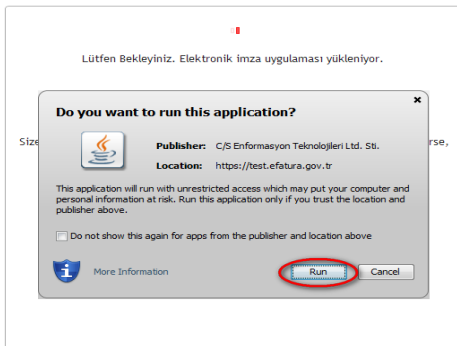 Lütfen Bekleyiniz. Elektronik imza uygulaması yükleniyor.
Do you want to run this application?
Size
rse,
Publisher: C/S Enformasyon Teknolojileri Ltd. Sti.
Location: https://test.efatura.gov.tr
This application will run with unrestricted access which may put your computer and
personal information at risk. Run this application only if you trust the location and
publisher above.
Do not show this again for apps from the publisher and location above
More Information
Run
Cancel